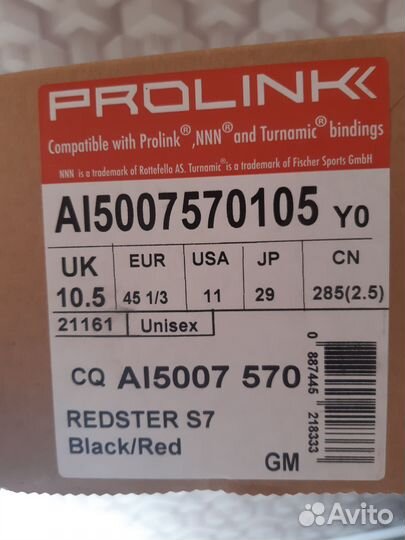 PROLINK
Compatible with Prolink®, NNN® and Turnamic® bindings
NNN is a trademark of Rottefella AS. Turnamic® is a trademark of Fischer Sports GmbH
AI5007570105 Y0
UK EUR USA JP CN
10.5 45 1/3 11 29 285(2.5)
21161 Unisex
CQ AI5007 570
REDSTER S7
Black/Red
GM
0 887445 218333
Avito